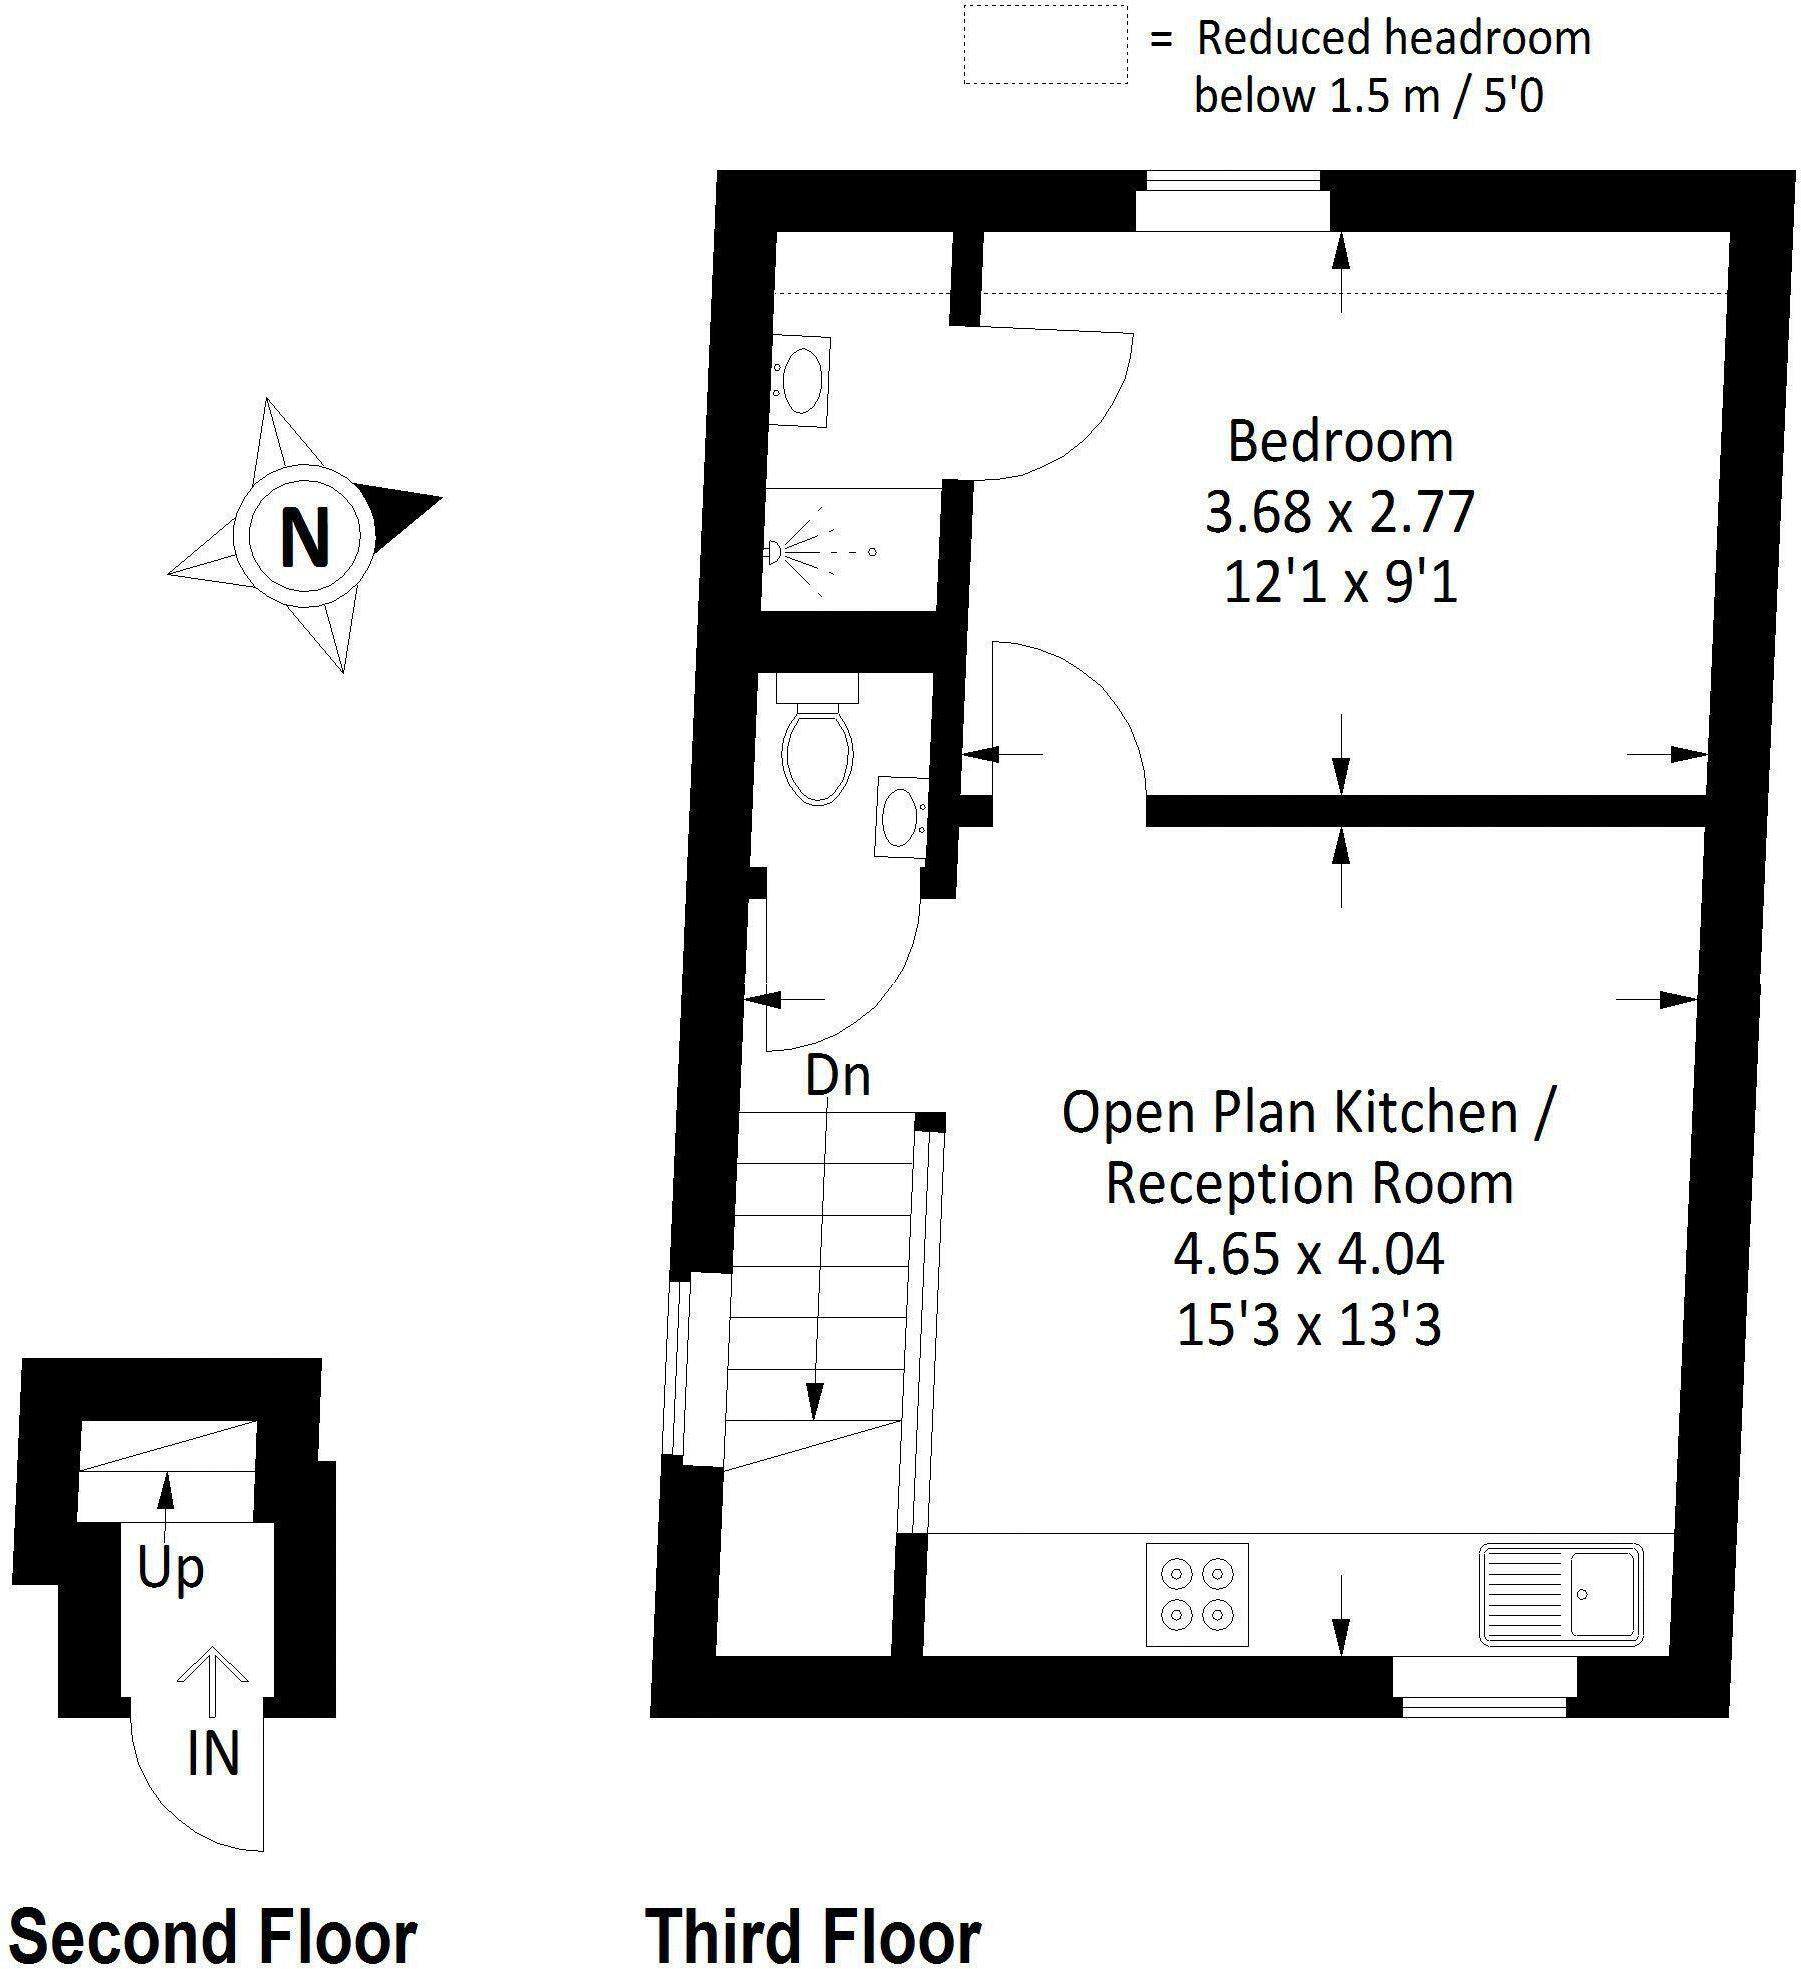 = Reduced headroom
below 1.5 m / 5'0
N
Bedroom
3.68 x 2.77
12'1 x 9'1
Dn
Open Plan Kitchen /
Reception Room
4.65 x 4.04
15'3 x 13'3
Up
IN
Second Floor
Third Floor